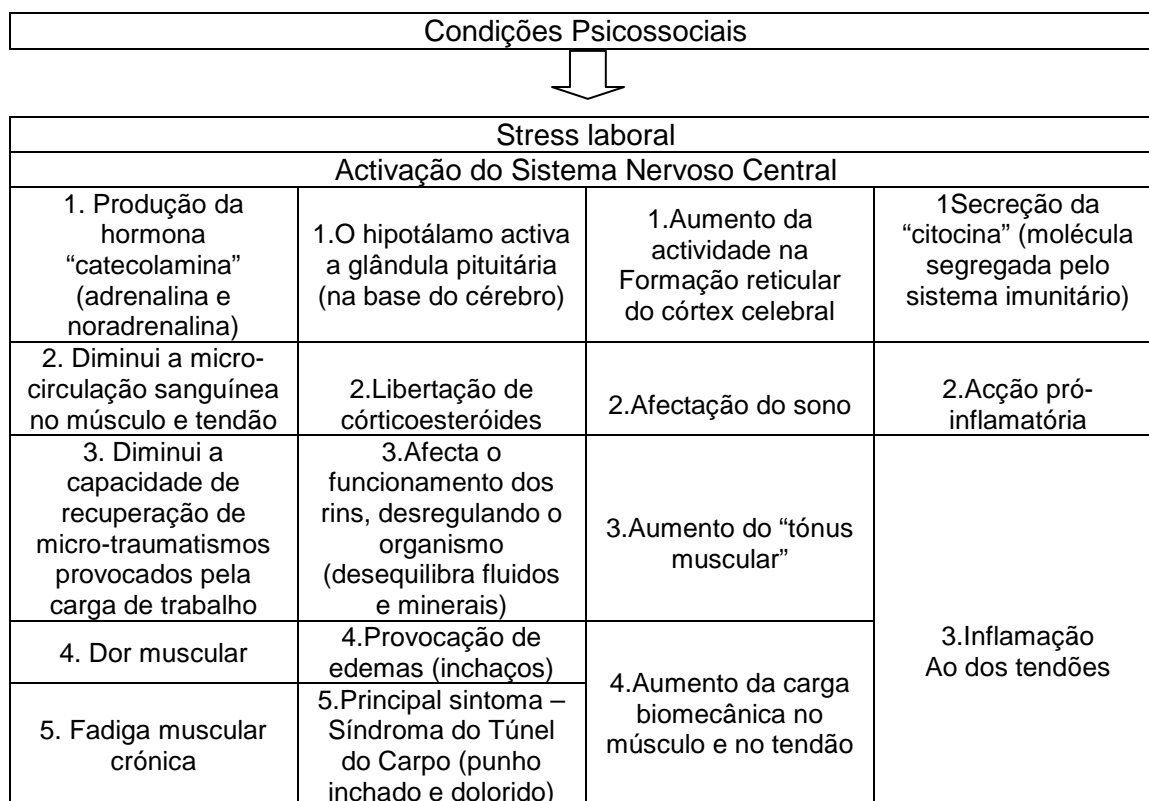 Condições Psicossociais
Stress laboral
Activação do Sistema Nervoso Central
1. Produção da
hormona
“catecolamina”
(adrenalina e
noradrenalina)
1.O hipotálamo activa
a glândula pituitária
(na base do cérebro)
1.Aumento da
actividade na
Formação reticular
do córtex celebral
1Secreção da
“citocina” (molécula
segregada pelo
sistema imunitário)
2. Diminui a micro-
circulação sanguínea
no músculo e tendão
2.Libertação de
córticoesteróides
2.Afectação do sono
2.Acção pró-
inflamatória
3. Diminui a
capacidade de
recuperação de
micro-traumatismos
provocados pela
carga de trabalho
3.Afecta o
funcionamento dos
rins, desregulando o
organismo
(desequilibra fluidos
e minerais)
3.Aumento do “tónus
muscular”
3.Inflamação
Ao dos tendões
4. Dor muscular
4.Provocação de
edemas (inchaços)
4.Aumento da carga
biomecânica no
músculo e no tendão
5. Fadiga muscular
crónica
5.Principal sintoma –
Síndroma do Túnel
do Carpo (punho
inchado e dolorido)